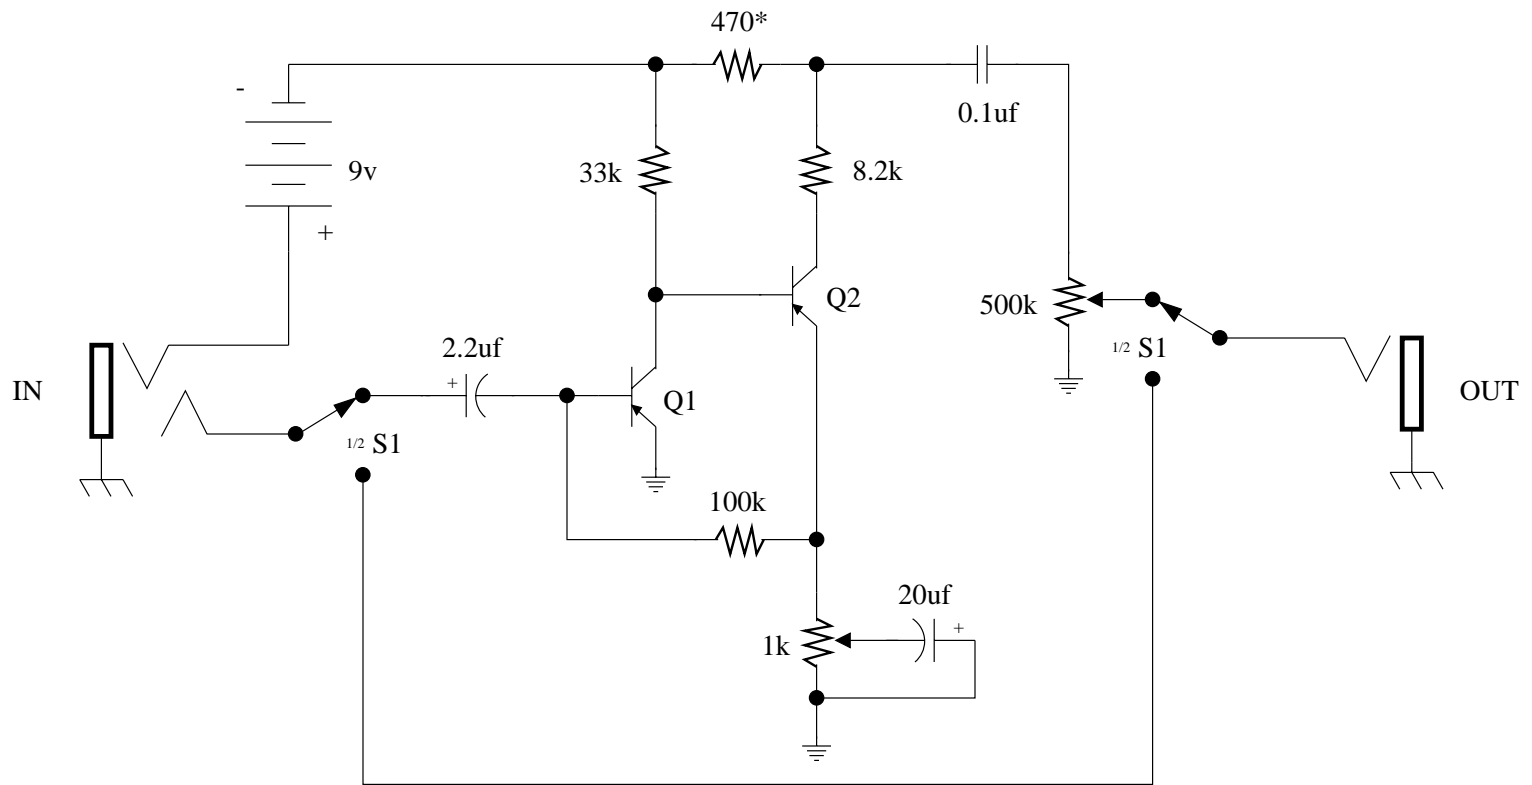 470*
-
0.1uf
33k
8.2k
9v
+
Q2
500k
2.2uf
1/2 S1
+
IN
Q1
OUT
1/2 S1
100k
20uf
+
1k